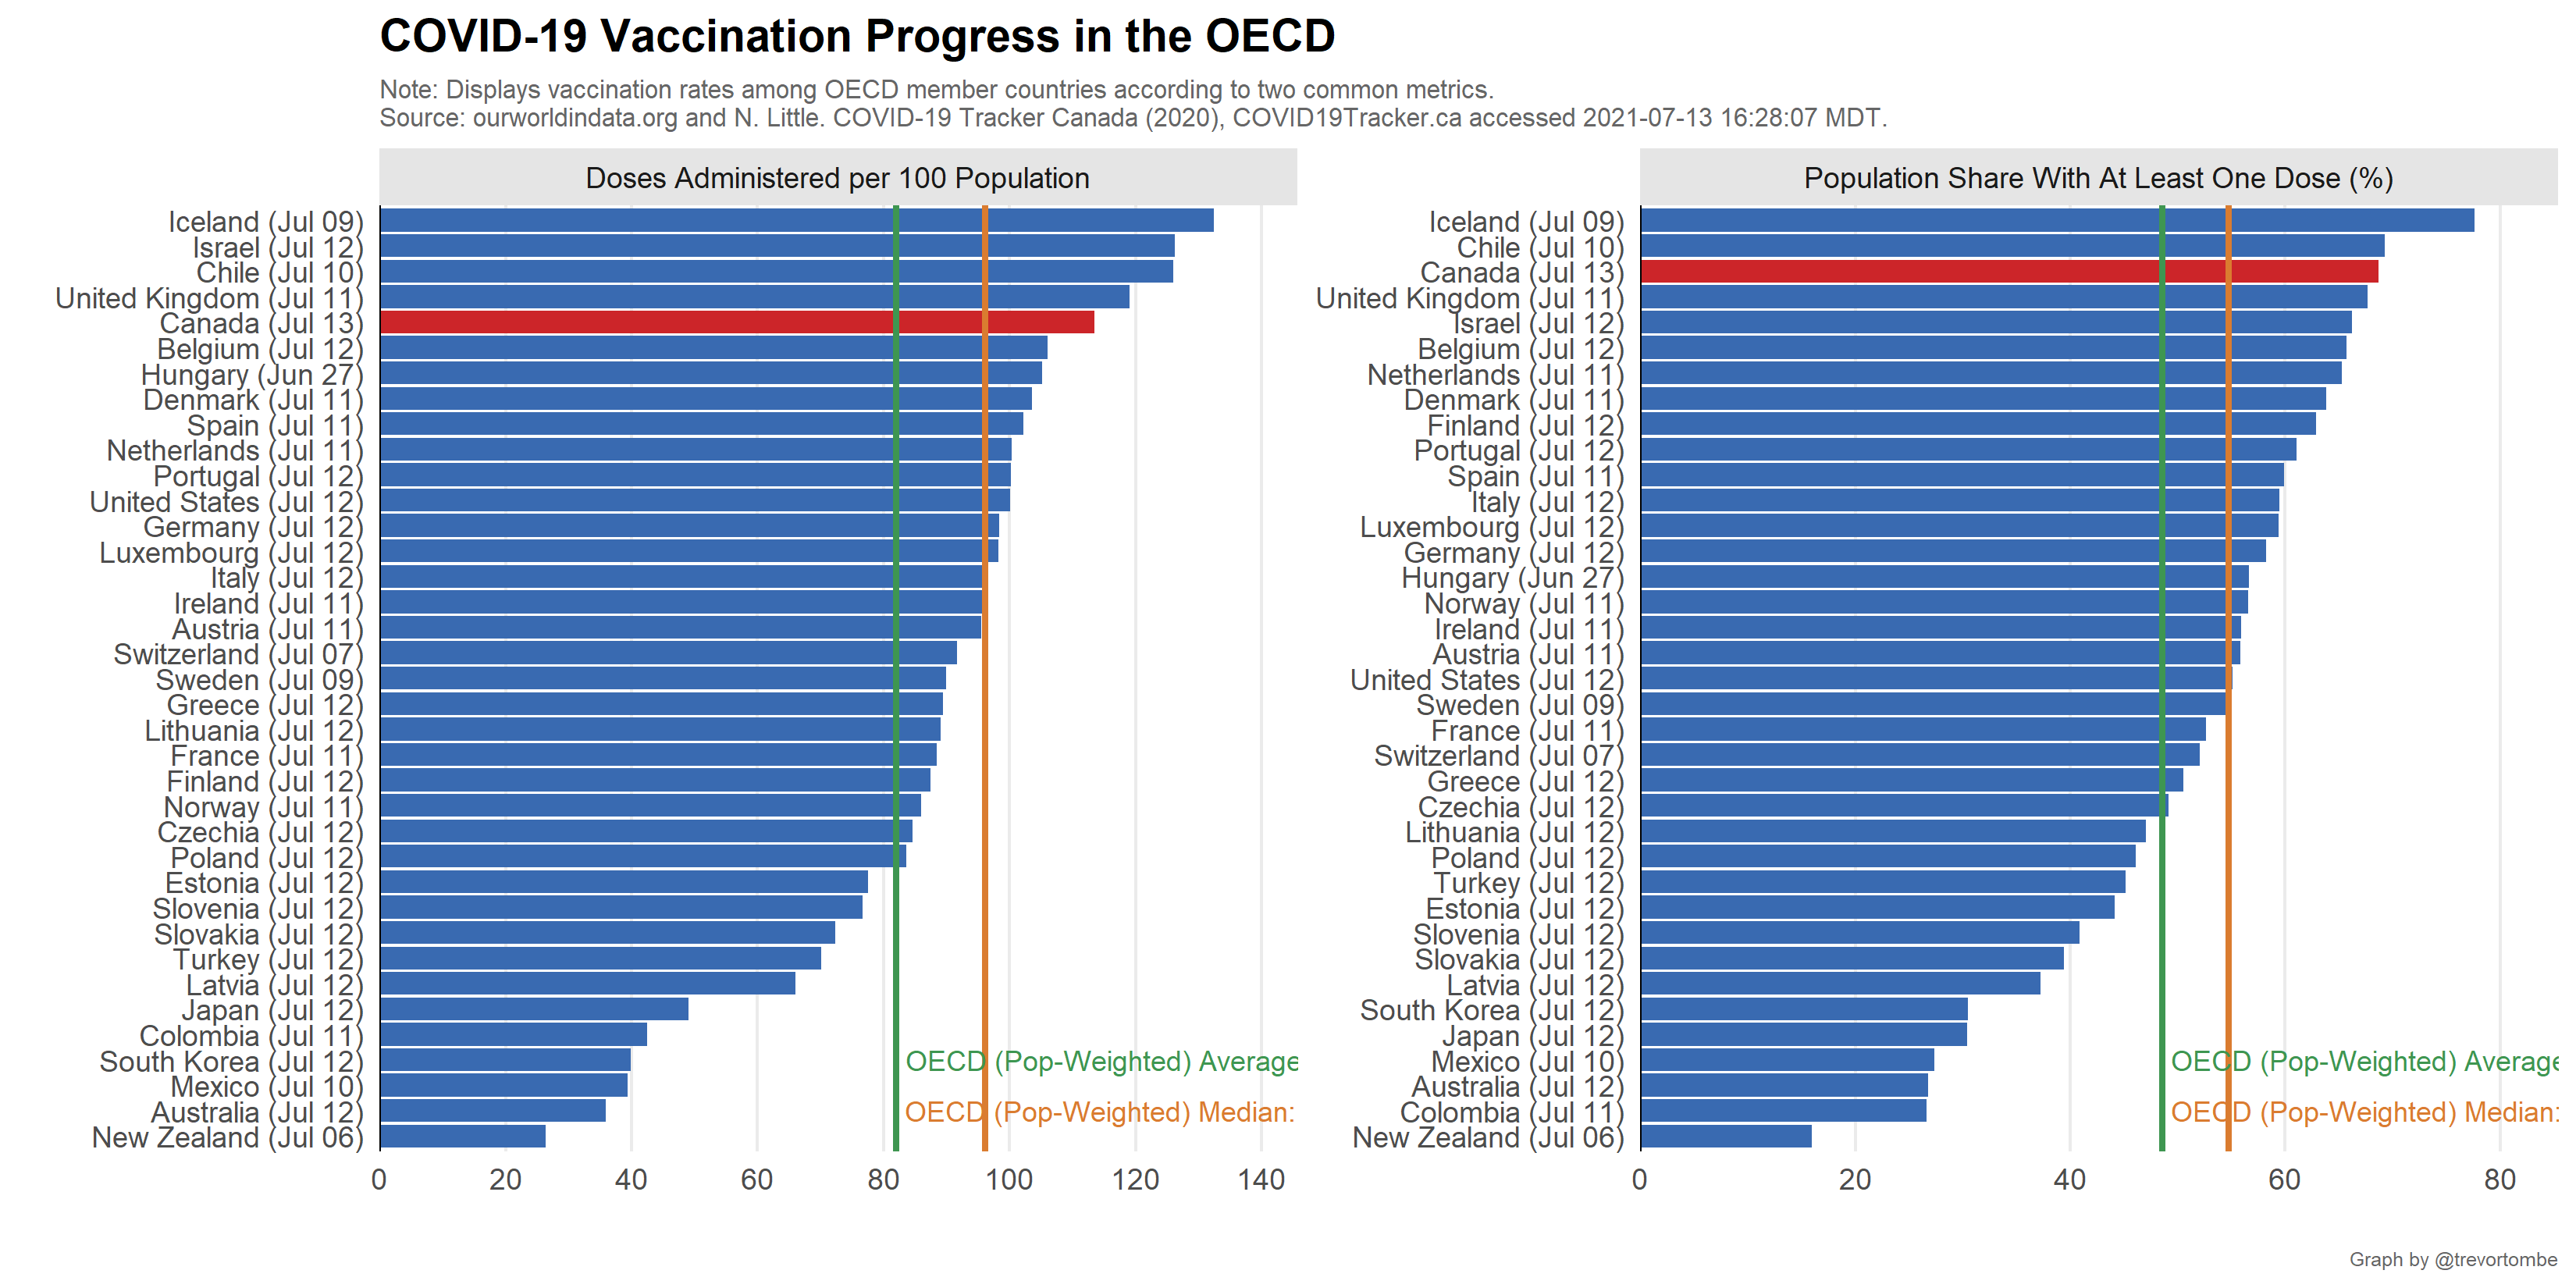 COVID-19 Vaccination Progress in the OECD
Note: Displays vaccination rates among OECD member countries according to two common metrics.
Source: ourworldindata.org and N. Little. COVID-19 Tracker Canada (2020), COVID19Tracker.ca accessed 2021-07-13 16:28:07 MDT.
Doses Administered per 100 Population
Iceland (Jul 09)
Israel (Jul 12)
Chile (Jul 10)
United Kingdom (Jul 11)
Canada (Jul 13)
Belgium (Jul 12)
Hungary (Jun 27)
Denmark (Jul 11)
Spain (Jul 11)
Netherlands (Jul 11)
Portugal (Jul 12)
United States (Jul 12)
Germany (Jul 12)
Luxembourg (Jul 12)
Italy (Jul 12)
Ireland (Jul 11)
Austria (Jul 11)
Switzerland (Jul 07)
Sweden (Jul 09)
Greece (Jul 12)
Lithuania (Jul 12)
France (Jul 11)
Finland (Jul 12)
Norway (Jul 11)
Czechia (Jul 12)
Poland (Jul 12)
Estonia (Jul 12)
Slovenia (Jul 12)
Slovakia (Jul 12)
Turkey (Jul 12)
Latvia (Jul 12)
Japan (Jul 12)
Colombia (Jul 11)
South Korea (Jul 12)
Mexico (Jul 10)
Australia (Jul 12)
New Zealand (Jul 06)
OECD (Pop-Weighted) Average
OECD (Pop-Weighted) Median:
0 20 40 60 80 100 120 140
Population Share With At Least One Dose (%)
Iceland (Jul 09)
Chile (Jul 10)
Canada (Jul 13)
United Kingdom (Jul 11)
Israel (Jul 12)
Belgium (Jul 12)
Netherlands (Jul 11)
Denmark (Jul 11)
Finland (Jul 12)
Portugal (Jul 12)
Spain (Jul 11)
Italy (Jul 12)
Luxembourg (Jul 12)
Germany (Jul 12)
Hungary (Jun 27)
Norway (Jul 11)
Ireland (Jul 11)
Austria (Jul 11)
United States (Jul 12)
Sweden (Jul 09)
France (Jul 11)
Switzerland (Jul 07)
Greece (Jul 12)
Czechia (Jul 12)
Lithuania (Jul 12)
Poland (Jul 12)
Turkey (Jul 12)
Estonia (Jul 12)
Slovenia (Jul 12)
Slovakia (Jul 12)
Latvia (Jul 12)
South Korea (Jul 12)
Japan (Jul 12)
Mexico (Jul 10)
Australia (Jul 12)
Colombia (Jul 11)
New Zealand (Jul 06)
OECD (Pop-Weighted) Average
OECD (Pop-Weighted) Median:
0 20 40 60 80
Graph by @trevortombe